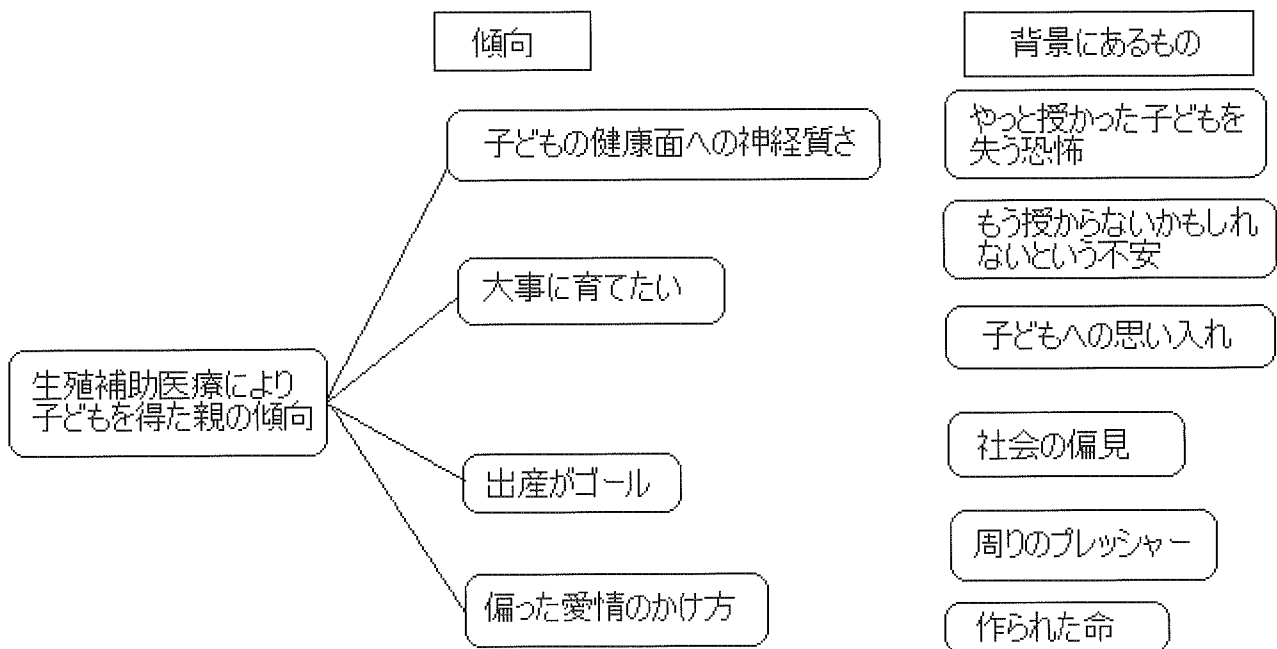 傾向
背景にあるもの
子どもの健康面への神経質さ
大事に育てたい
生殖補助医療により
子どもを得た親の傾向
出産がゴール
偏った愛情のかけ方
やっと授かった子どもを
失う恐怖
もう授からないかもしれ
ないという不安
子どもへの思い入れ
社会の偏見
周りのプレッシャー
作られた命